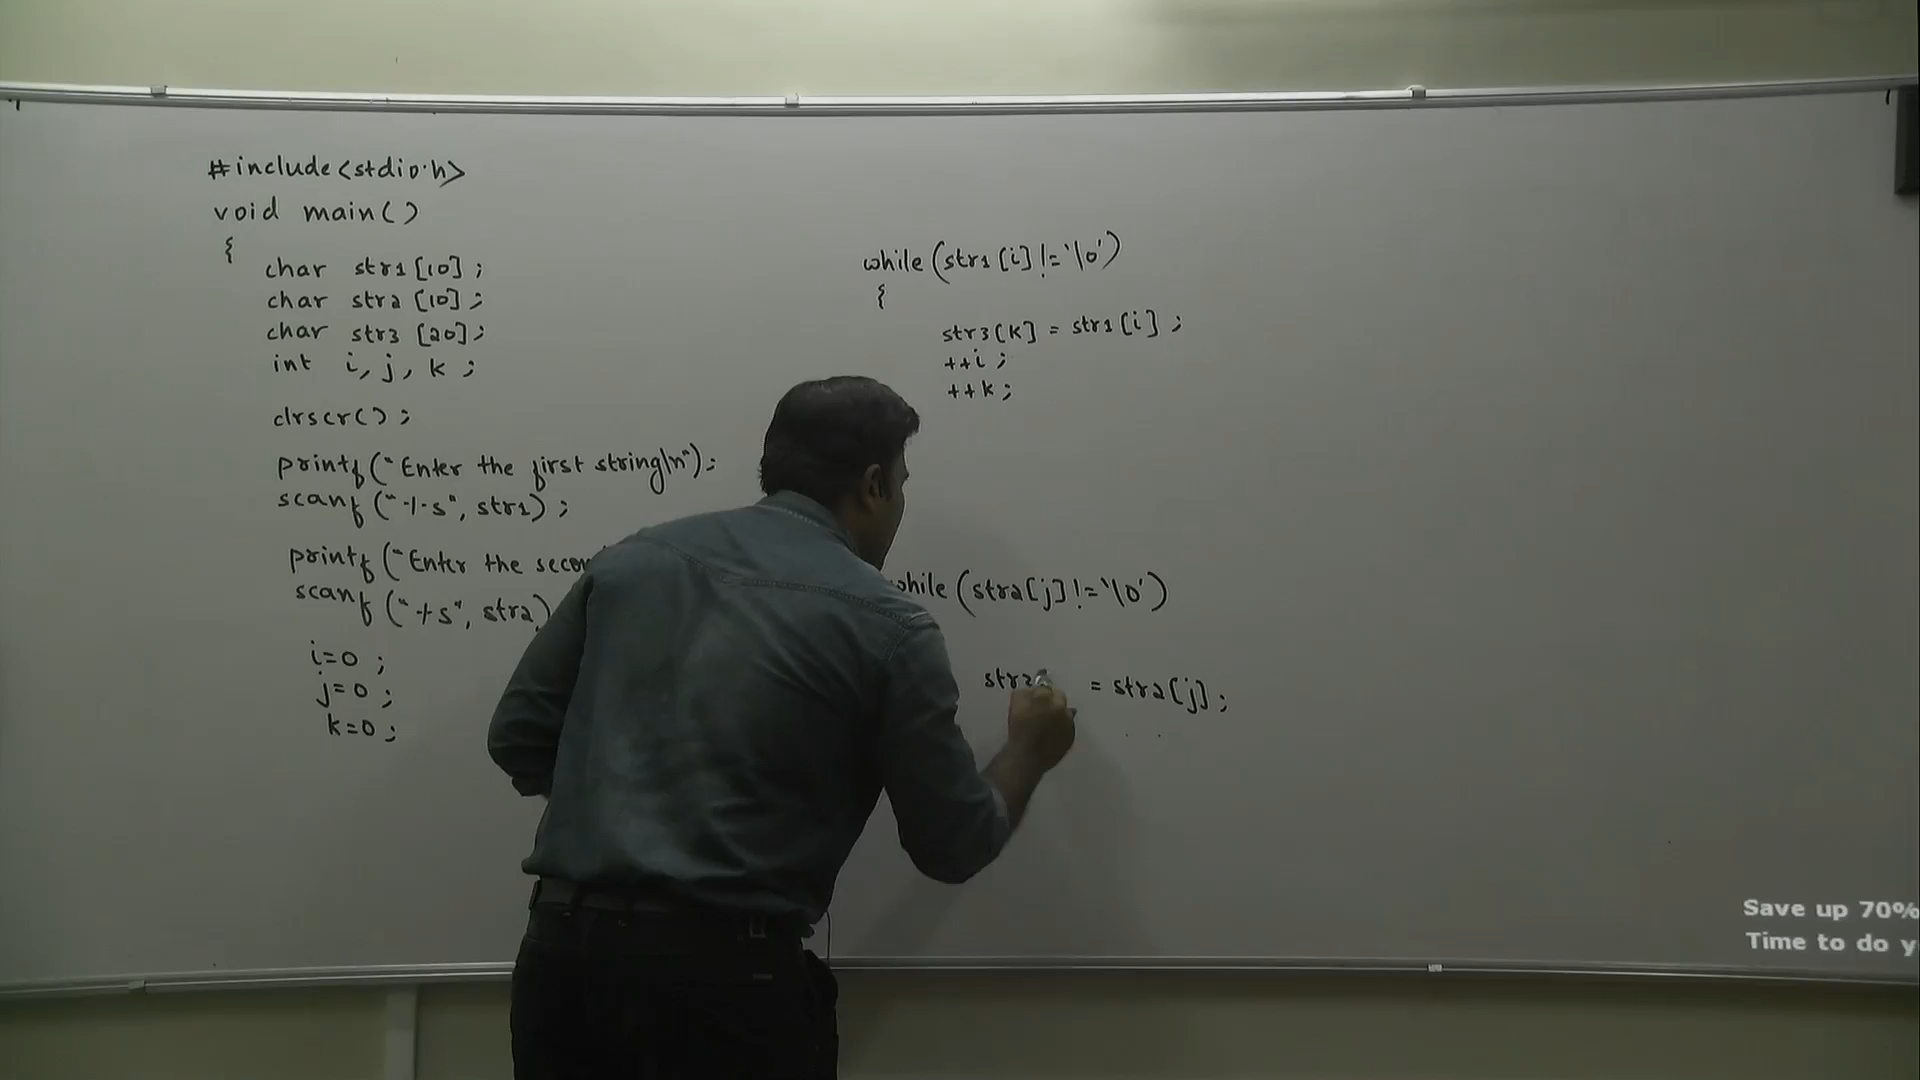 #include<stdio.h>
void main()
{
char str1[10];
char str2[10];
char str3[20];
int i, j, k;
clrscr();
printf("Enter the first string\n");
scanf("%s", str1);
printf("Enter the
scanf("%s", str2)
i=0;
j=0;
k=0;
while(str1[i]!='\0')
{
str3[k] = str1[i];
++i;
++k;
while(str2[j]!='\0')
= str2[j];
Save up 70%
Time to do